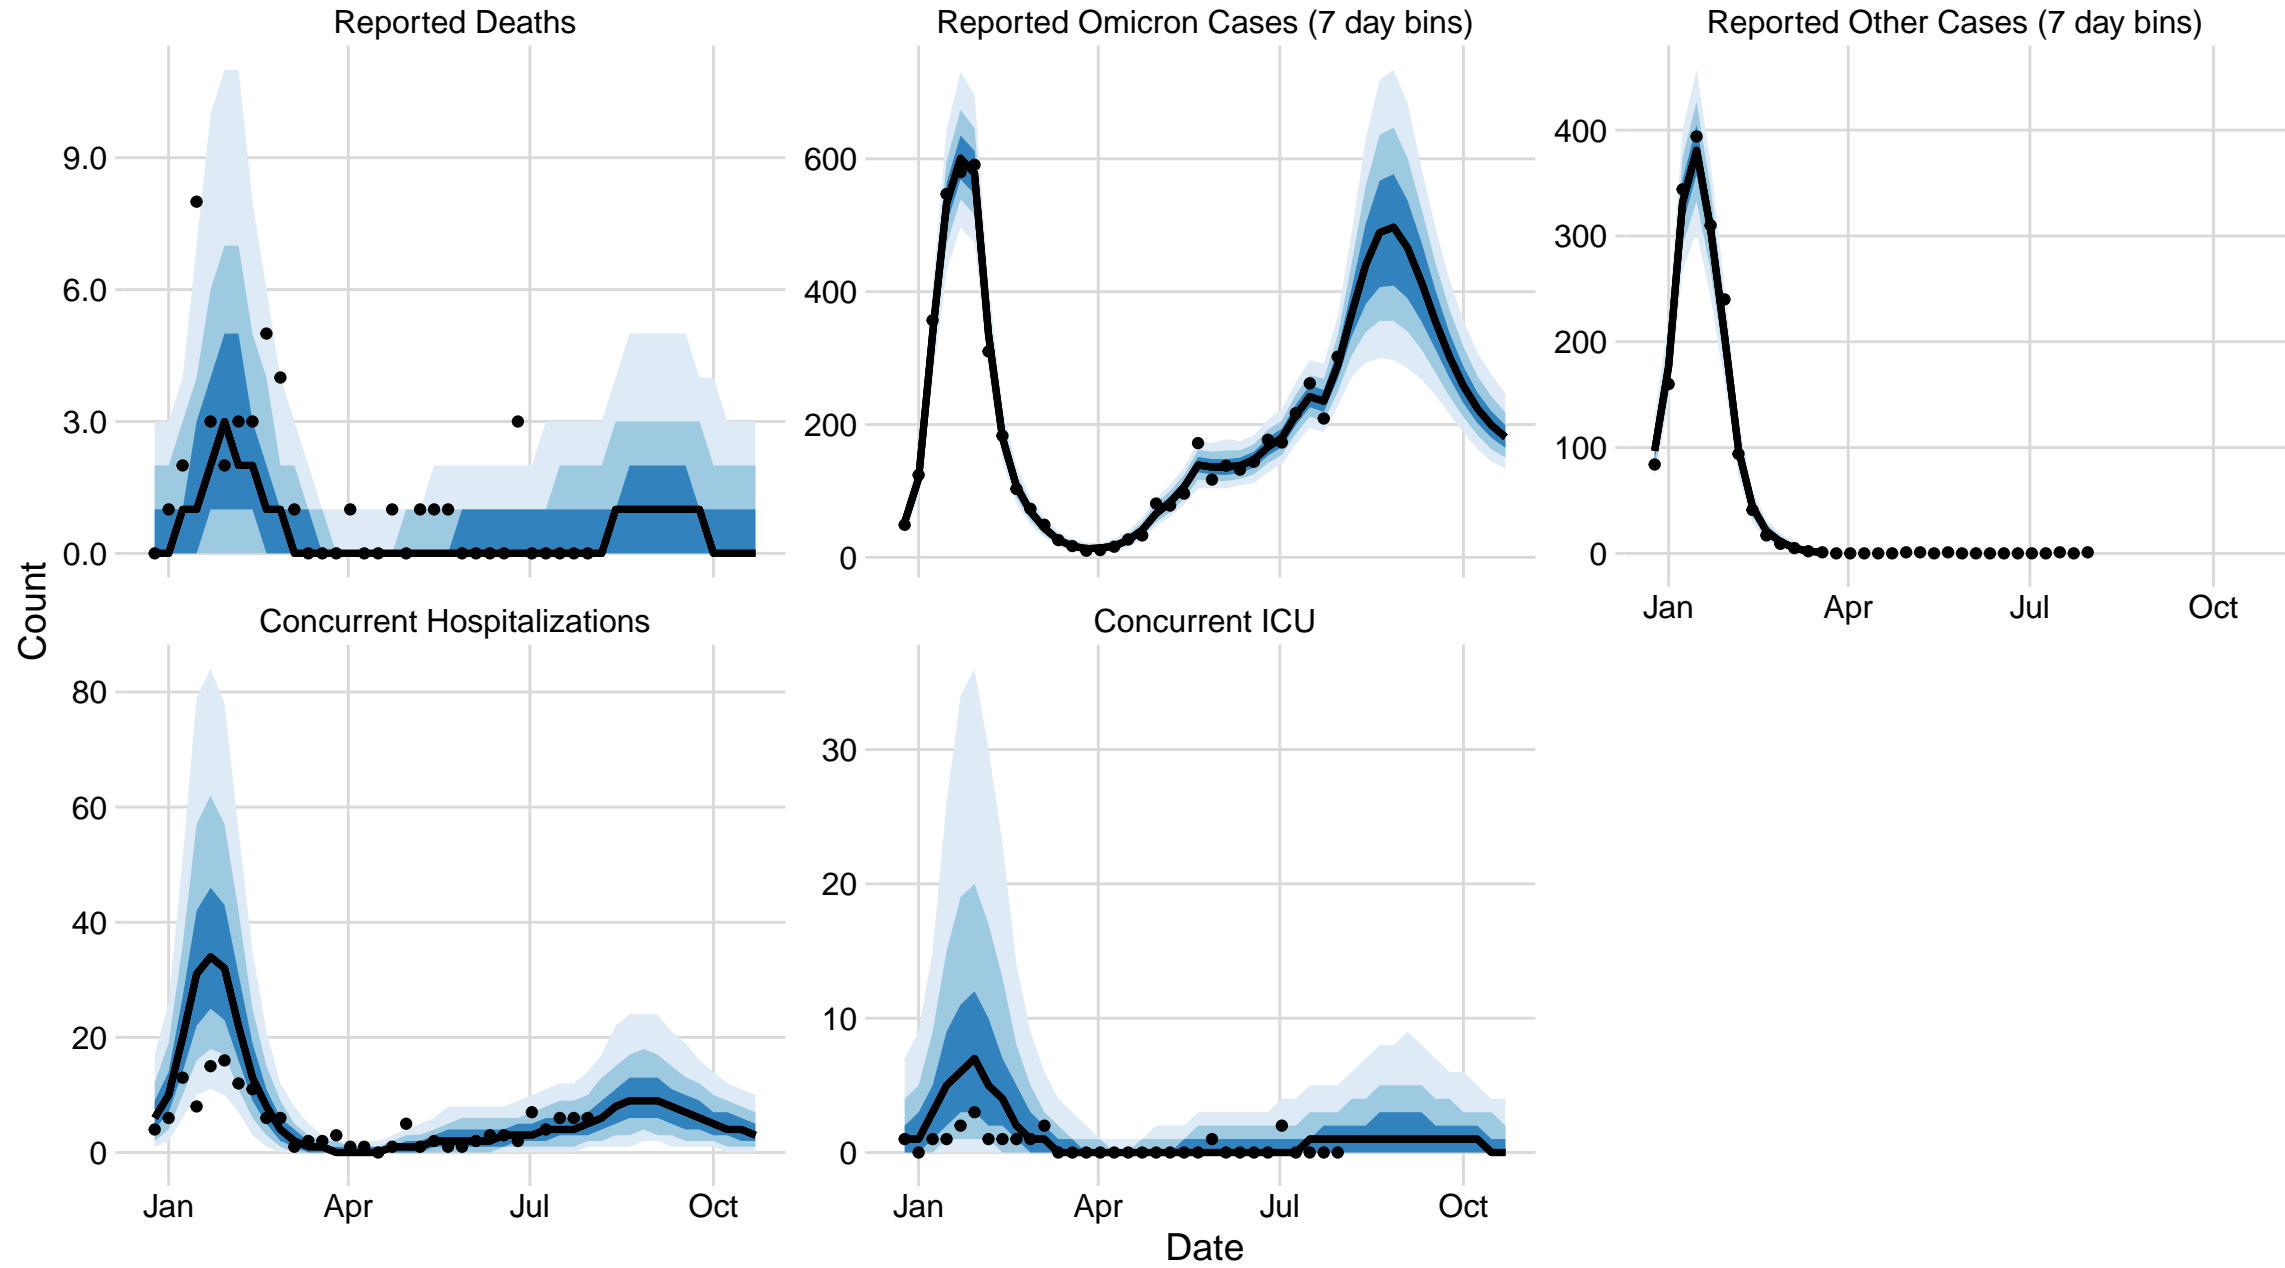 Reported Deaths
Reported Omicron Cases (7 day bins)
Reported Other Cases (7 day bins)
9.0
6.0
3.0
0.0
600
400
200
0
400
300
200
100
0
Jan Apr Jul Oct
Count
Concurrent Hospitalizations
Concurrent ICU
80
60
40
20
0
30
20
10
0
Jan Apr Jul Oct
Jan Apr Jul Oct
Date